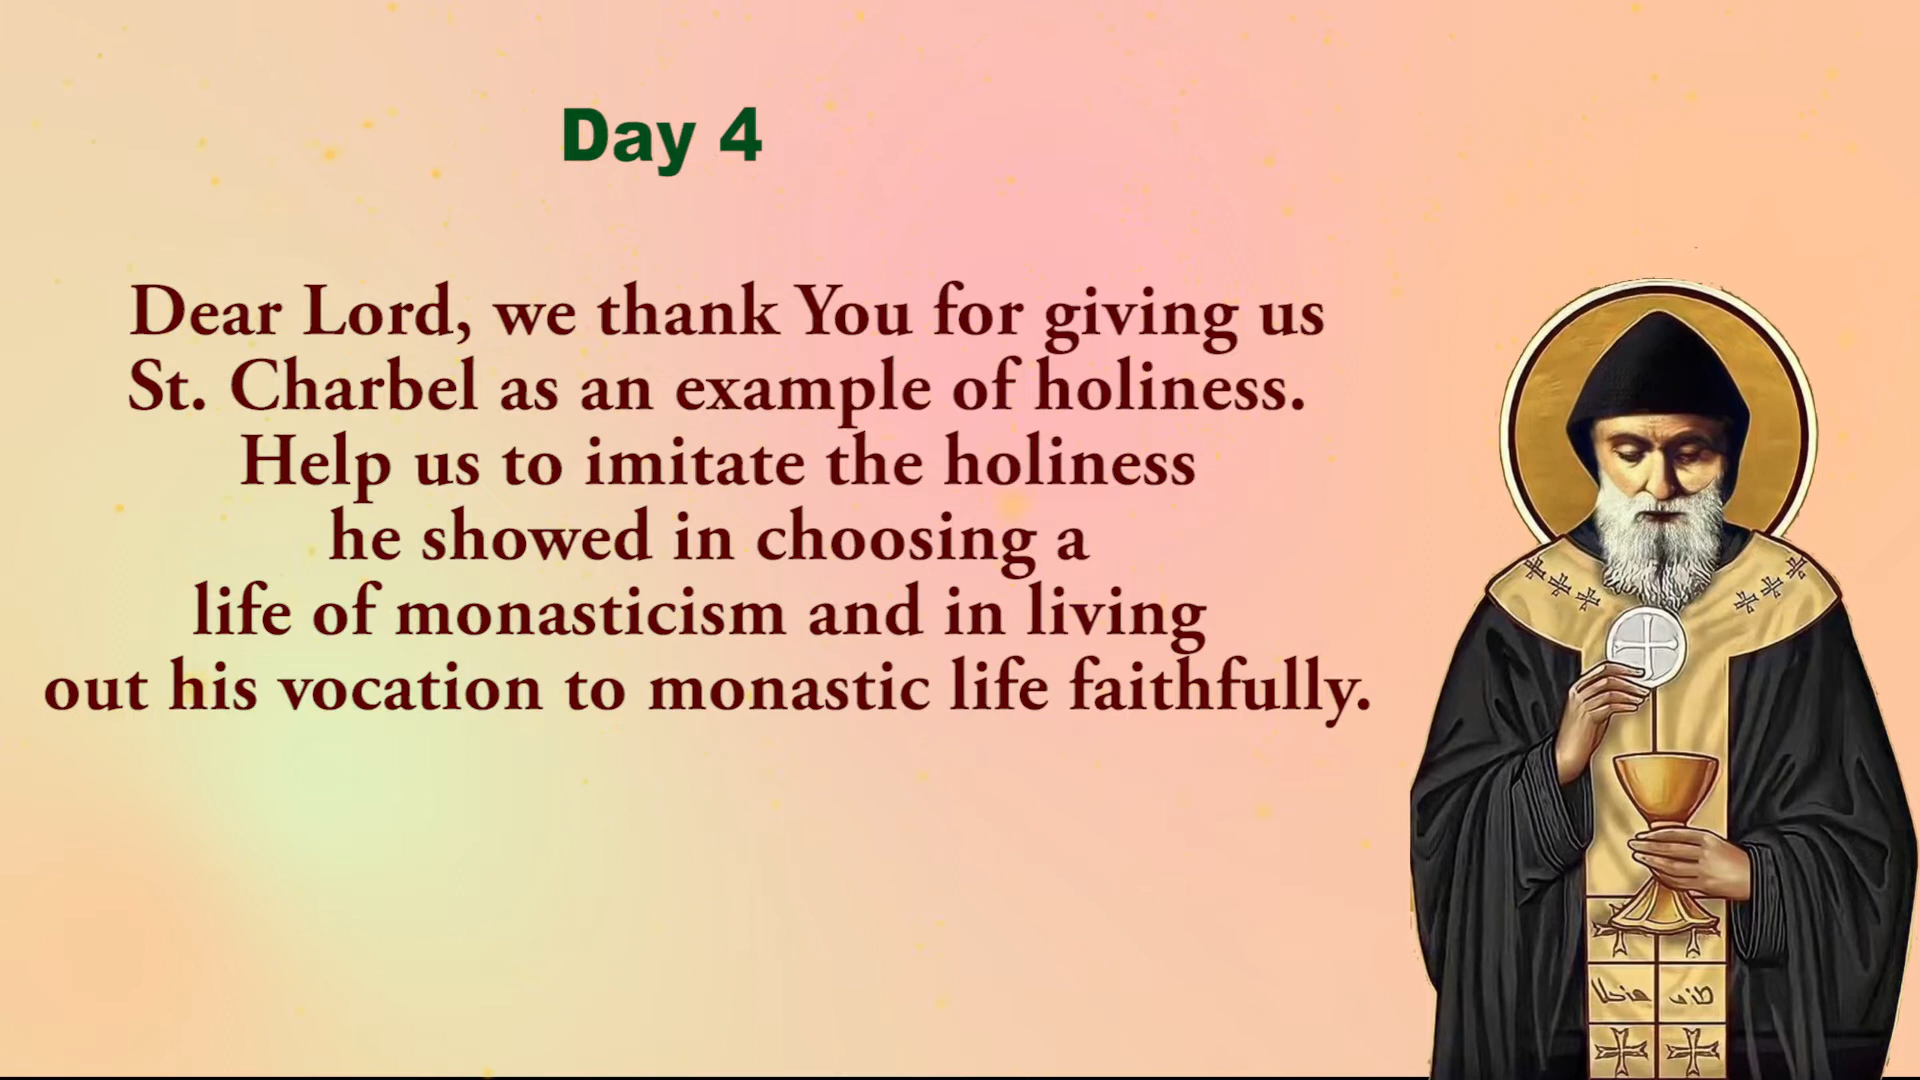 Day 4
Dear Lord, we thank You for giving us
St. Charbel as an example of holiness.
Help us to imitate the holiness
he showed in choosing a
life of monasticism and in living
out his vocation to monastic life faithfully.